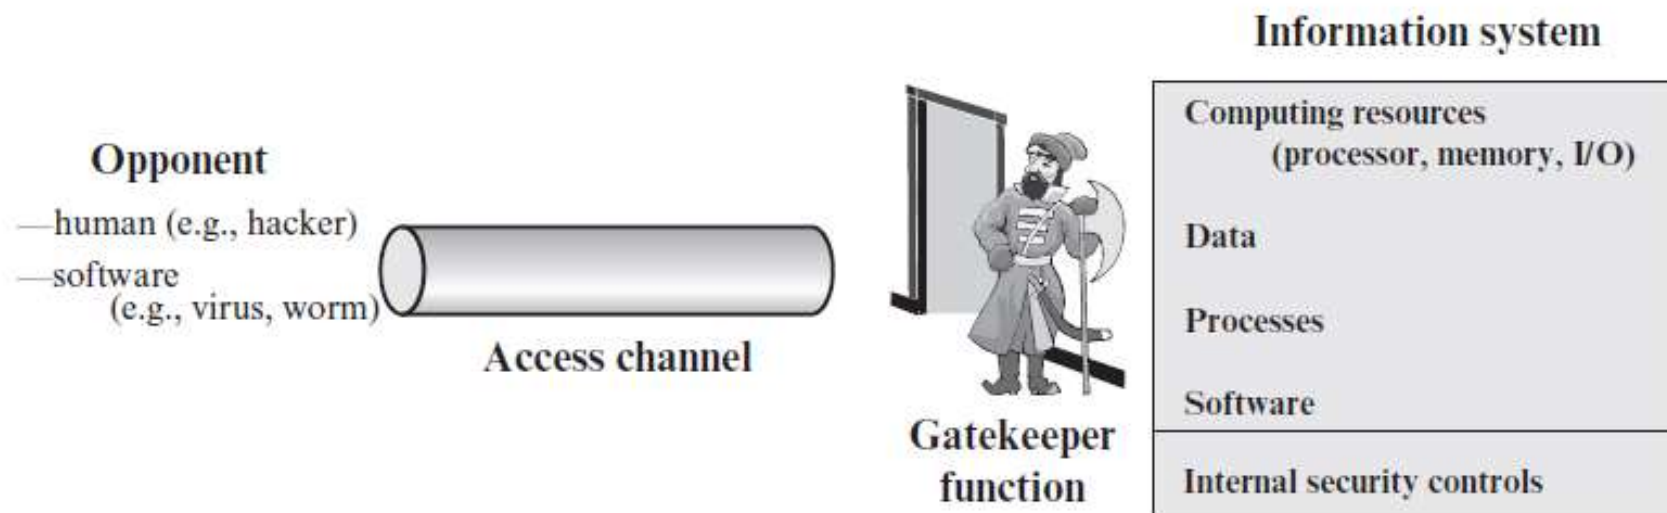 Information system
Opponent
—human (e.g., hacker)
—software
(e.g., virus, worm)
Access channel
Gatekeeper
function
Computing resources
(processor, memory, I/O)
Data
Processes
Software
Internal security controls